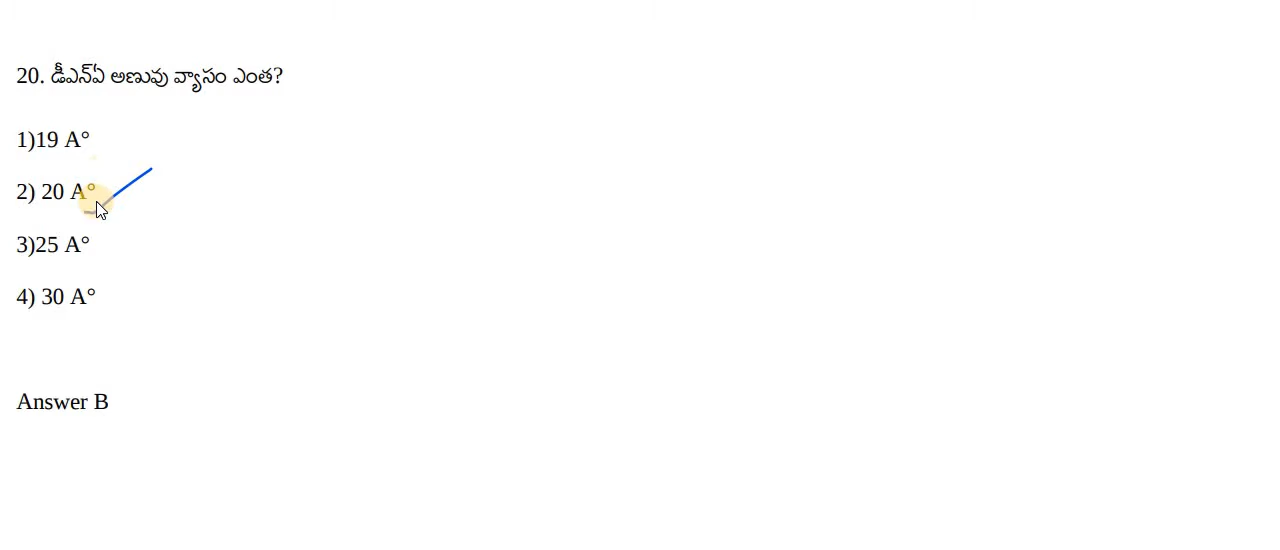 20. డీఎన్ఏ అణువు వ్యాసం ఎంత?
1)19 A°
2) 20 A°
3)25 A°
4) 30 A°
Answer B